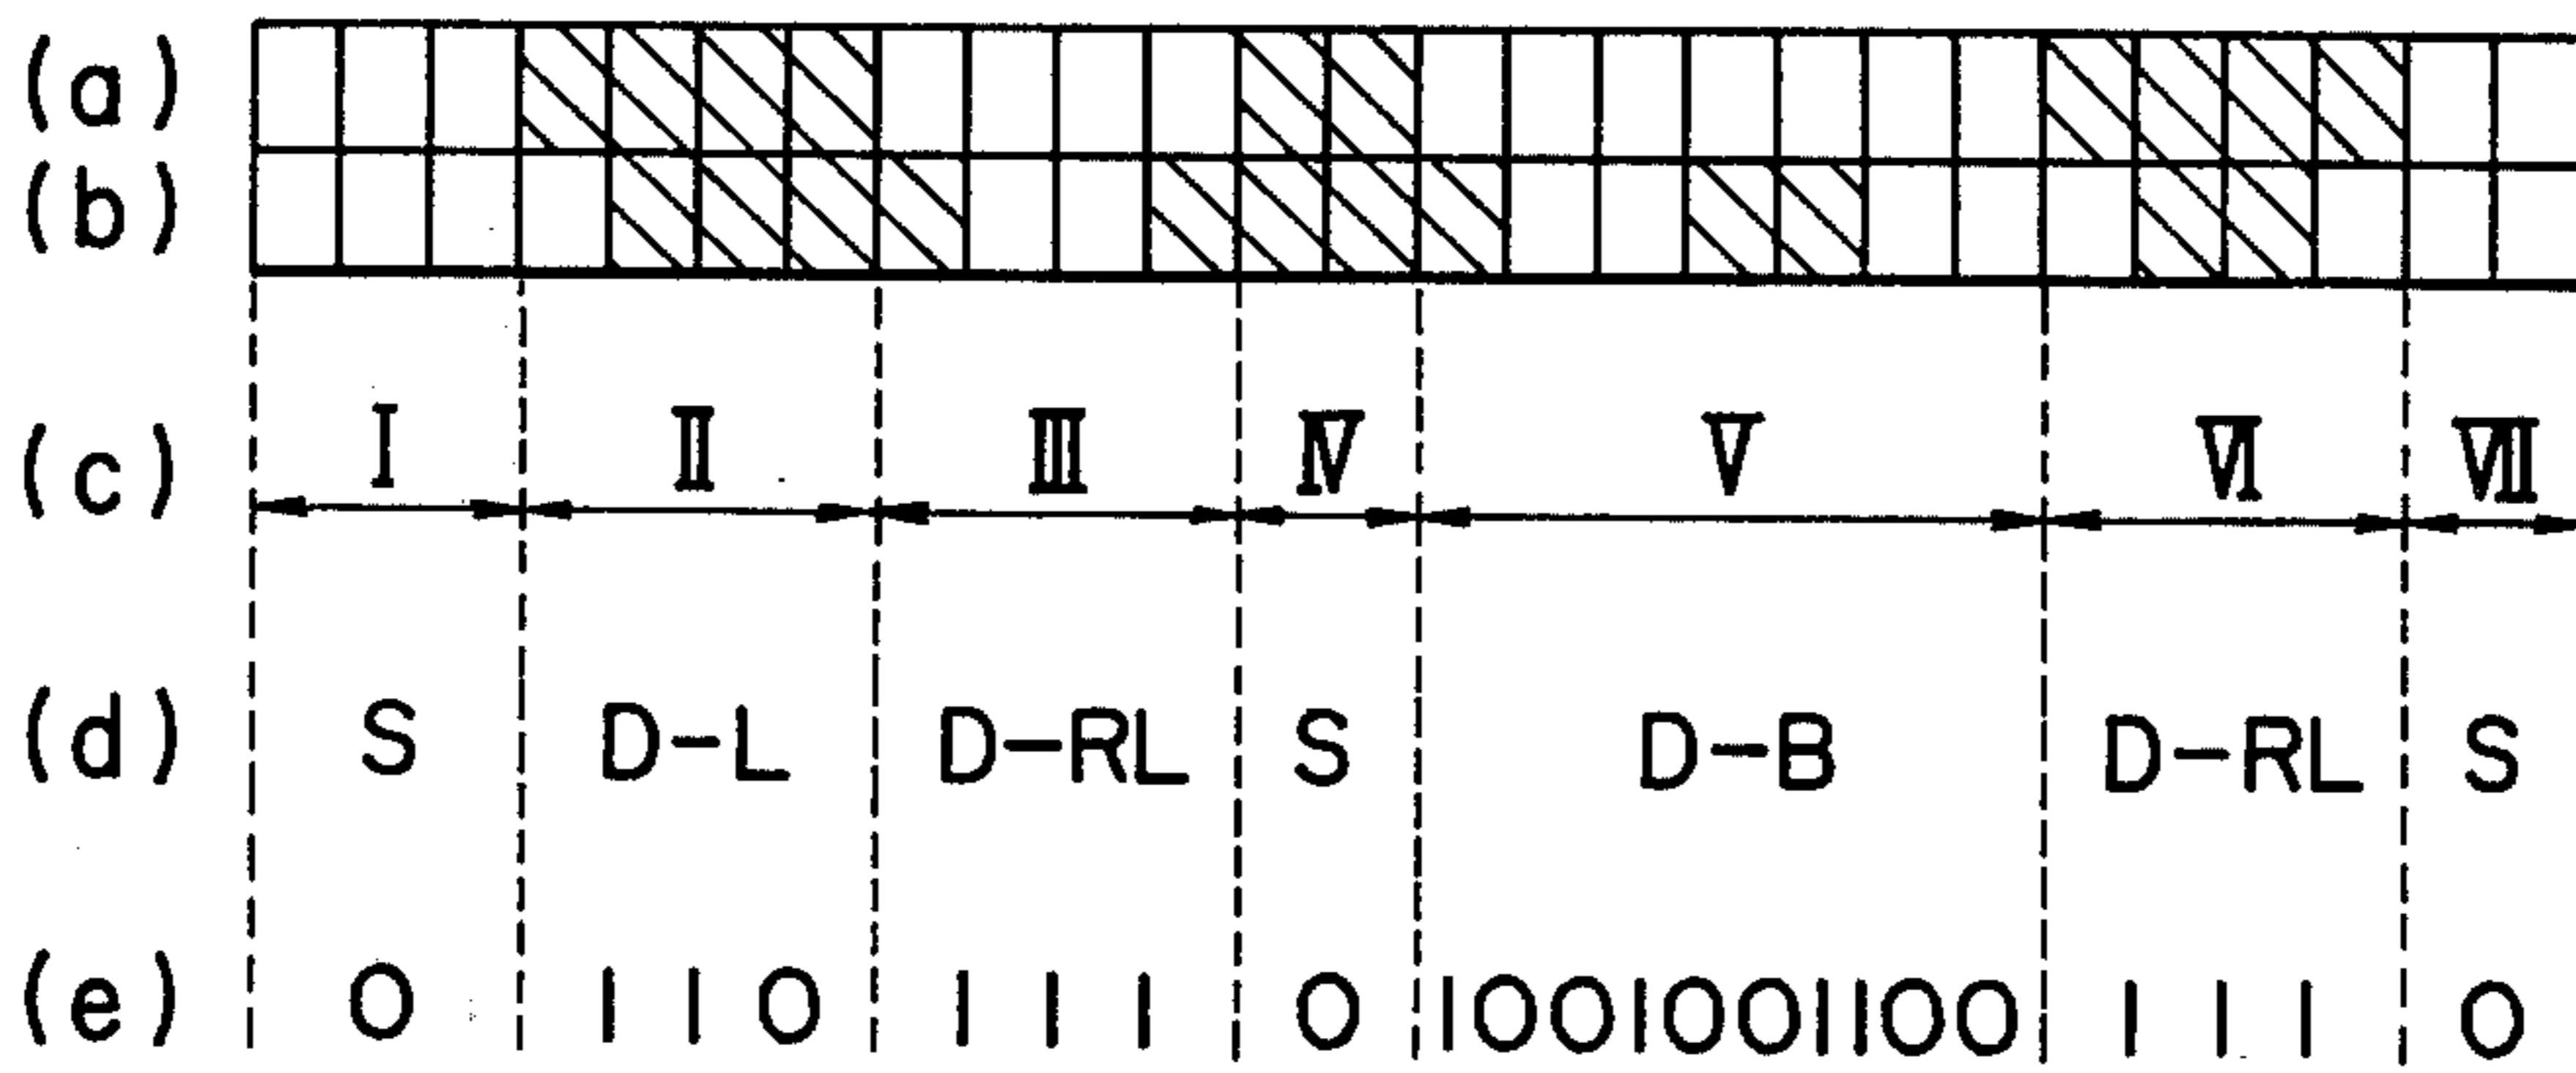 (a)
(b)
(c) I II III IV V VI VII
(d) S D-L D-RL S D-B D-RL S
(e) 0 110 111 0 1001001100 111 0